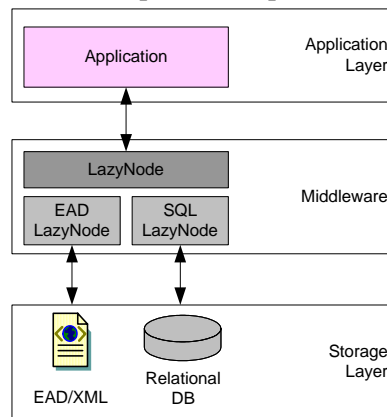 Application
Application
Layer
LazyNode
EAD
LazyNode
SQL
LazyNode
Middleware
EAD/XML
Relational
DB
Storage
Layer